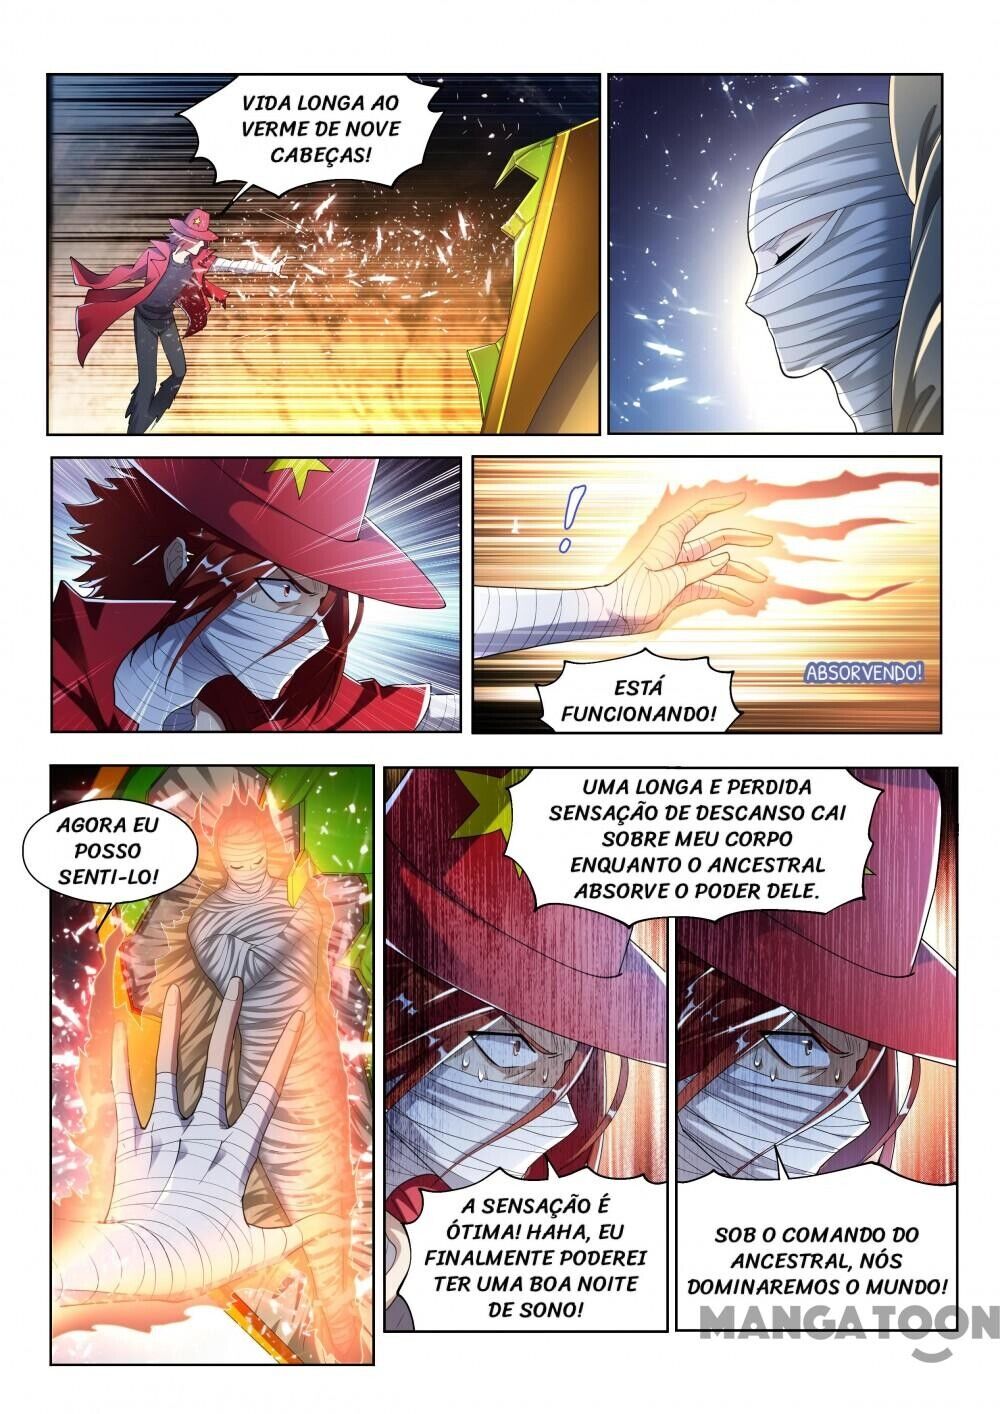 VIDA LONGA AO
VERME DE NOVE
CABEÇAS!
!
ABSORVENDO!
ESTÁ
FUNCIONANDO!
AGORA EU
POSSO
SENTI-LO!
UMA LONGA E PERDIDA
SENSAÇÃO DE DESCANSO CAI
SOBRE MEU CORPO
ENQUANTO O ANCESTRAL
ABSORVE O PODER DELE.
A SENSAÇÃO É
ÓTIMA! HAHA, EU
FINALMENTE PODEREI
TER UMA BOA NOITE
DE SONO!
SOB O COMANDO DO
ANCESTRAL, NÓS
DOMINAREMOS O MUNDO!
MANGATOON